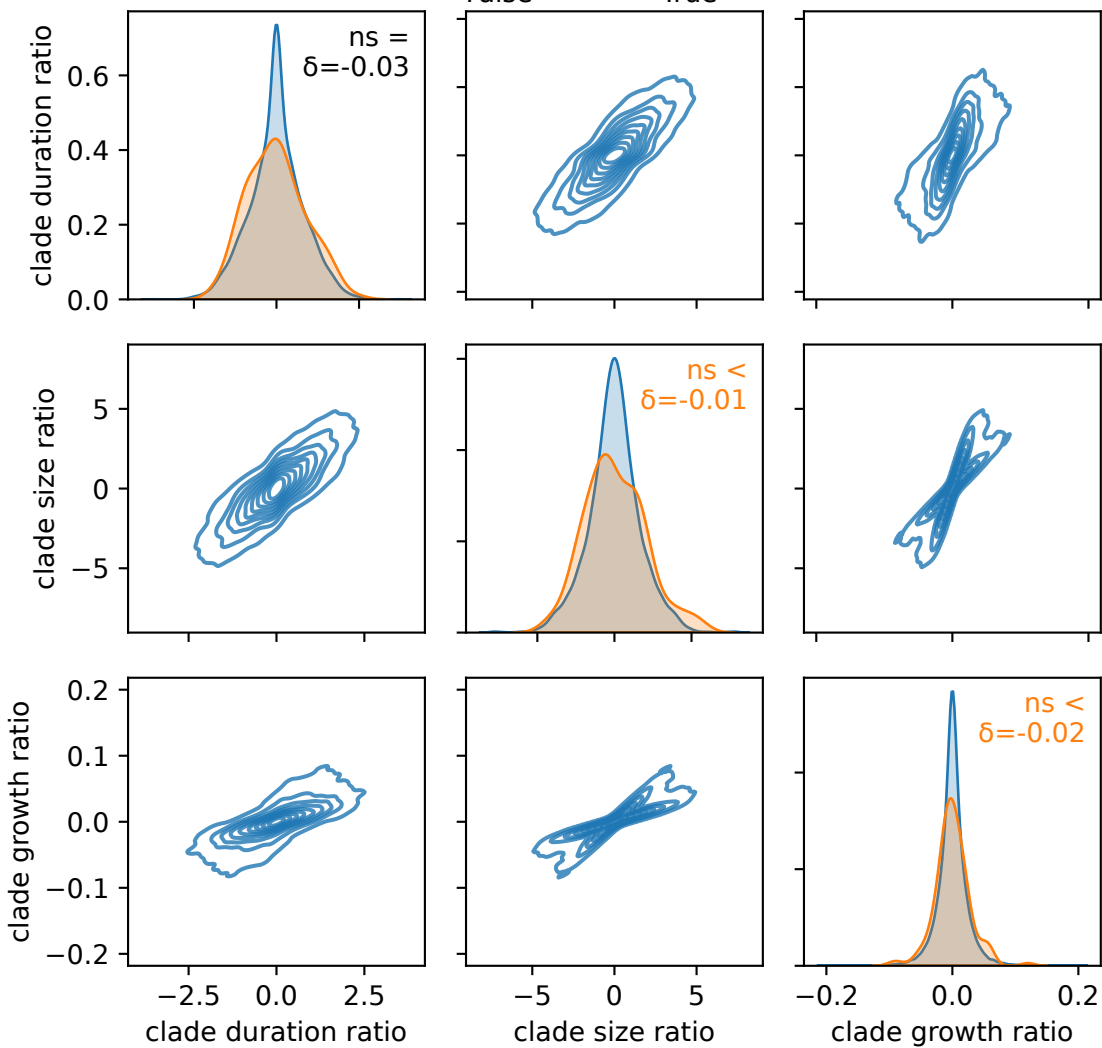 clade duration ratio
0.6
0.4
0.2
0.0
ns =
δ=-0.03
clade size ratio
5
0
−5
ns <
δ=-0.01
clade growth ratio
0.2
0.1
0.0
−0.1
−0.2
ns <
δ=-0.02
−2.5
0.0
2.5
−5
0
5
−0.2
0.0
0.2
clade duration ratio
clade size ratio
clade growth ratio